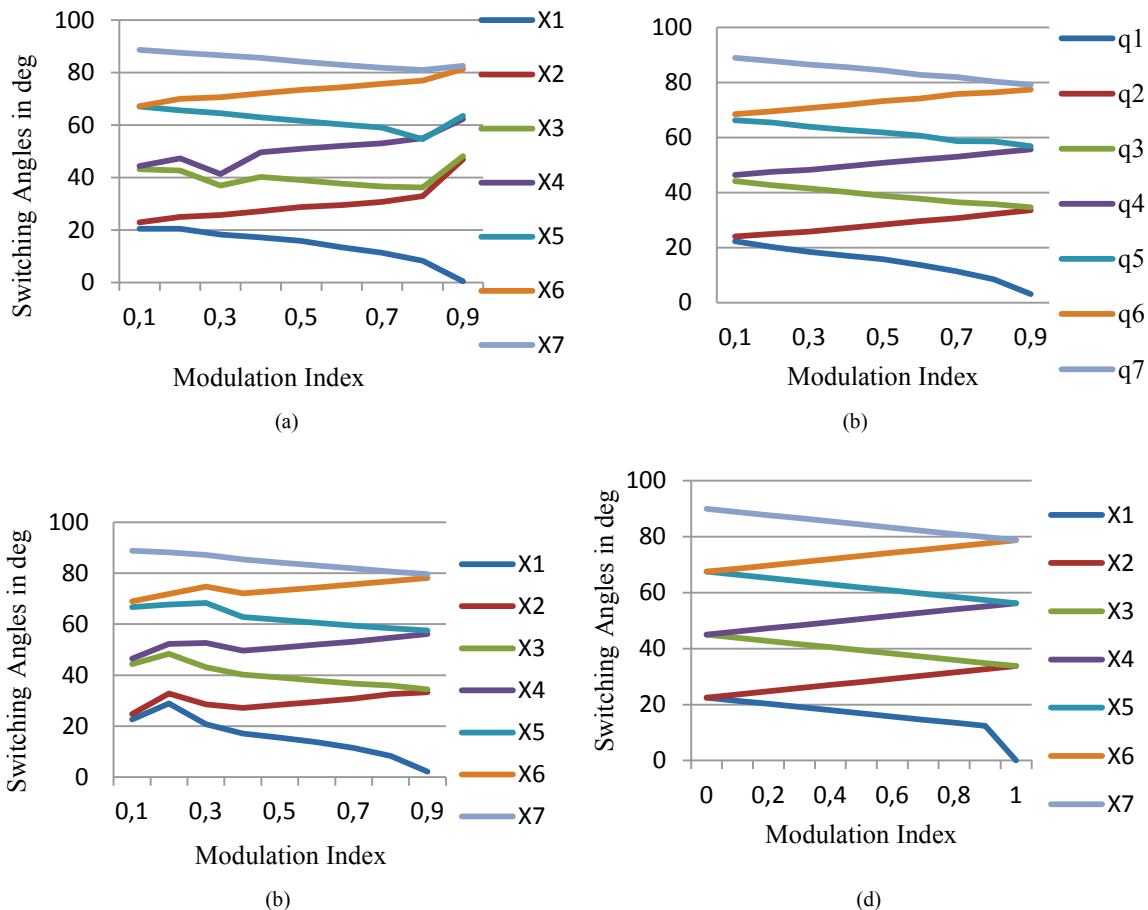 Switching Angles in deg
100
80
60
40
20
0
0,1 0,3 0,5 0,7 0,9
Modulation Index
X1
X2
X3
X4
X5
X6
X7
(a)
100
80
60
40
20
0
0,1 0,3 0,5 0,7 0,9
Modulation Index
q1
q2
q3
q4
q5
q6
q7
(b)
Switching Angles in deg
100
80
60
40
20
0
0,1 0,3 0,5 0,7 0,9
Modulation Index
X1
X2
X3
X4
X5
X6
X7
(b)
Switching Angles in deg
100
80
60
40
20
0
0 0,2 0,4 0,6 0,8 1
Modulation Index
X1
X2
X3
X4
X5
X6
X7
(d)